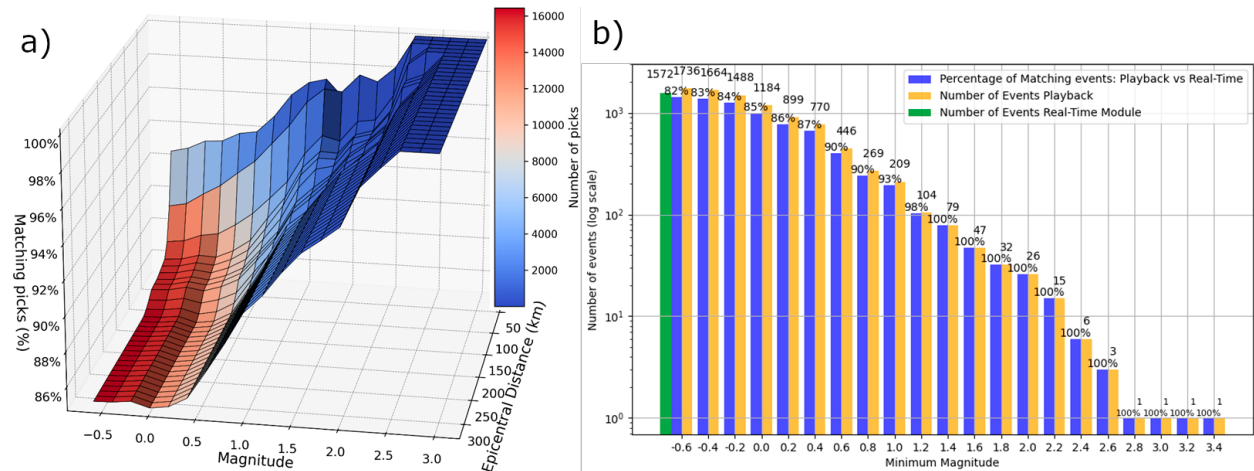 a)
100%
98%
96%
94%
92%
90%
88%
86%
Matching picks (%)
−0.5
0.0
0.5
1.0
1.5
2.0
2.5
3.0
Magnitude
50
100
150
200
250
300
Epicentral Distance (km)
16000
14000
12000
10000
8000
6000
4000
2000
Number of picks
b)
Percentage of Matching events: Playback vs Real-Time
Number of Events Playback
Number of Events Real-Time Module
1572 1736 1664 1488 1184 899 770 446 269 209 104 79 47 32 26 15 6 3 1 1 1 1
82% 83% 84% 85% 86% 87% 90% 90% 93% 98% 100% 100% 100% 100% 100% 100% 100% 100% 100% 100% 100%
10³
10²
10¹
10⁰
Number of events (log scale)
-0.6 -0.4 -0.2 0.0 0.2 0.4 0.6 0.8 1.0 1.2 1.4 1.6 1.8 2.0 2.2 2.4 2.6 2.8 3.0 3.2 3.4
Minimum Magnitude